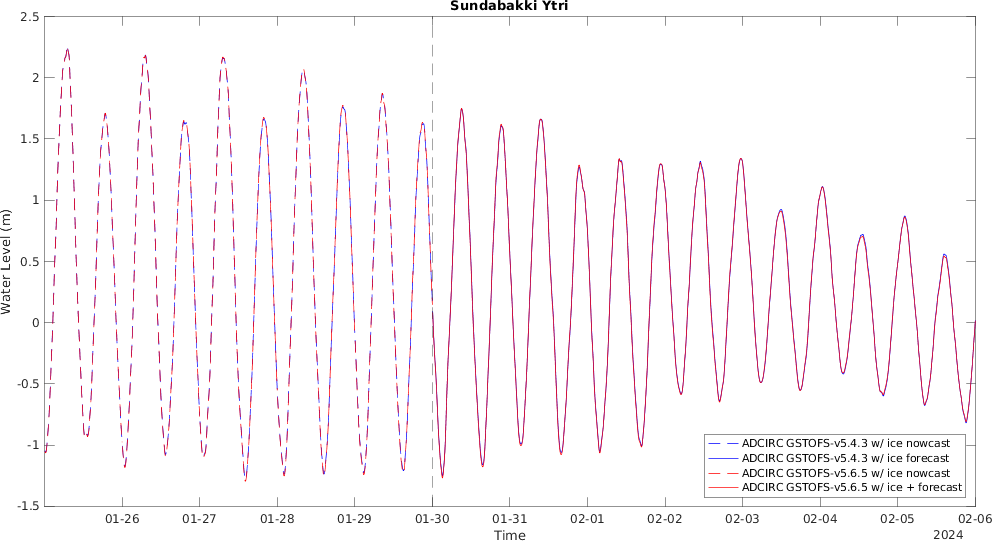 Sundabakki Ytri
2.5
2
1.5
1
0.5
0
-0.5
-1
-1.5
Water Level (m)
ADCIRC GSTOFS-v5.4.3 w/ ice nowcast
ADCIRC GSTOFS-v5.4.3 w/ ice forecast
ADCIRC GSTOFS-v5.6.5 w/ ice nowcast
ADCIRC GSTOFS-v5.6.5 w/ ice + forecast
01-26 01-27 01-28 01-29 01-30 01-31 02-01 02-02 02-03 02-04 02-05 02-06
Time
2024